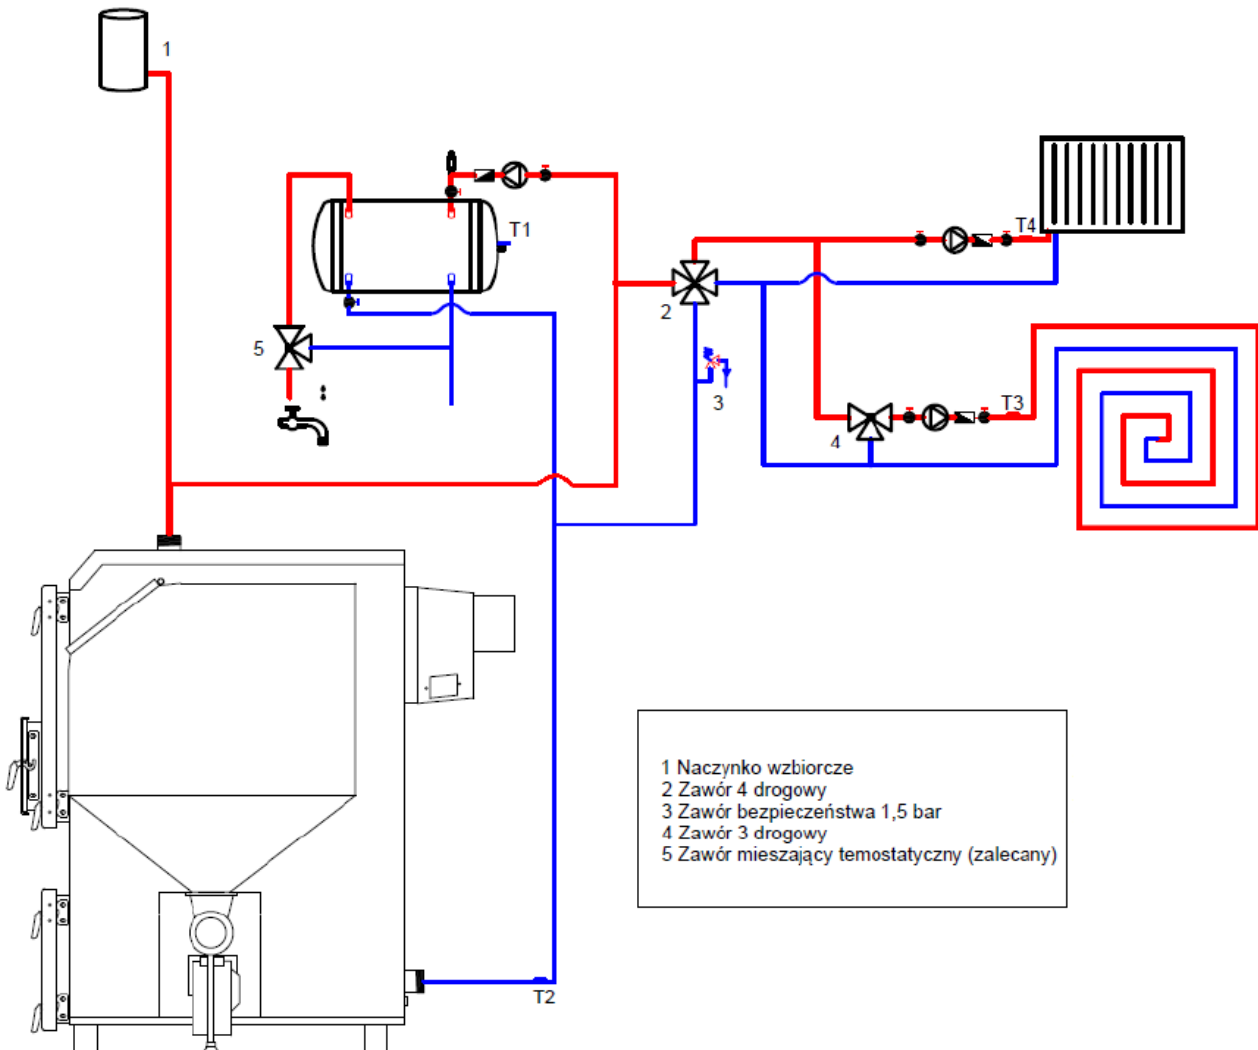 1
T1
T4
2
5
3
T3
4
1 Naczynko wzbiorcze
2 Zawór 4 drogowy
3 Zawór bezpieczeństwa 1,5 bar
4 Zawór 3 drogowy
5 Zawór mieszający temostatyczny (zalecany)
T2